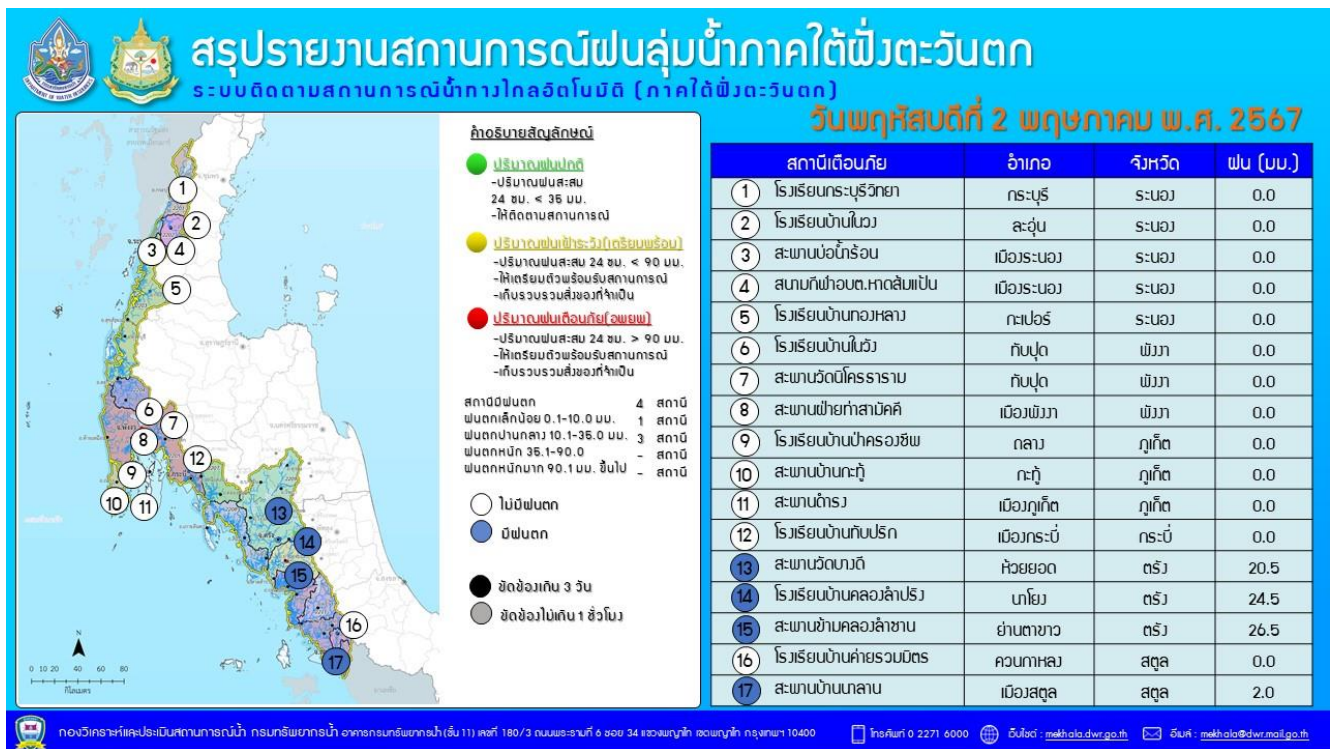 สรุปรายงานสถานการณ์ฝนลุ่มน้ำภาคใต้ฝั่งตะวันตก
ระบบติดตามสถานการณ์น้ำทางไกลอัตโนมัติ (ภาคใต้ฝั่งตะวันตก)
วันพฤหัสบดีที่ 2 พฤษภาคม พ.ศ. 2567
คำอธิบายสัญลักษณ์
ปริมาณฝนปกติ
-ปริมาณฝนสะสม
24 ชม. < 35 มม.
-ให้ติดตามสถานการณ์
ปริมาณฝนเฝ้าระวัง(เตรียมพร้อม)
-ปริมาณฝนสะสม 24 ชม. < 90 มม.
-ให้เตรียมตัวพร้อมรับสถานการณ์
-เก็บรวบรวมสิ่งของที่จำเป็น
ปริมาณฝนเตือนภัย(อพยพ)
-ปริมาณฝนสะสม 24 ชม. > 90 มม.
-ให้เตรียมตัวพร้อมรับสถานการณ์
-เก็บรวบรวมสิ่งของที่จำเป็น
สถานีมีฝนตก 4 สถานี
ฝนตกเล็กน้อย 0.1-10.0 มม. 1 สถานี
ฝนตกปานกลาง 10.1-35.0 มม. 3 สถานี
ฝนตกหนัก 35.1-90.0 - สถานี
ฝนตกหนักมาก 90.1 มม. ขึ้นไป - สถานี
ไม่มีฝนตก
มีฝนตก
ขัดข้องเกิน 3 วัน
ขัดข้องไม่เกิน 1 ชั่วโมง
1
2
3 4
5
6
7
8
9
12
10 11
13
14
15
16
17
N
0 10 20 40 60 80
กิโลเมตร
สถานีเตือนภัย อำเภอ จังหวัด ฝน (มม.)
1 โรงเรียนกระบุรีวิทยา กระบุรี ระนอง 0.0
2 โรงเรียนบ้านในวง ละอุ่น ระนอง 0.0
3 สะพานบ่อน้ำร้อน เมืองระนอง ระนอง 0.0
4 สนามกีฬาอบต.หาดส้มแป้น เมืองระนอง ระนอง 0.0
5 โรงเรียนบ้านทองหลาง กะเปอร์ ระนอง 0.0
6 โรงเรียนบ้านในวัง ทับปุด พังงา 0.0
7 สะพานวัดนิโครธาราม ทับปุด พังงา 0.0
8 สะพานฝ่ายท่าสามัคคี เมืองพังงา พังงา 0.0
9 โรงเรียนบ้านป่าครองชีพ ถลาง ภูเก็ต 0.0
10 สะพานบ้านกะทู้ กะทู้ ภูเก็ต 0.0
11 สะพานดำรง เมืองภูเก็ต ภูเก็ต 0.0
12 โรงเรียนบ้านทับปริก เมืองกระบี่ กระบี่ 0.0
13 สะพานวัดบางดี ห้วยยอด ตรัง 20.5
14 โรงเรียนบ้านคลองลำปริง นาโยง ตรัง 24.5
15 สะพานข้ามคลองลำชาน ย่านตาขาว ตรัง 26.5
16 โรงเรียนบ้านค่ายรวมมิตร ควนกาหลง สตูล 0.0
17 สะพานบ้านนาลาน เมืองสตูล สตูล 2.0
กองวิเคราะห์และประเมินสถานการณ์น้ำ กรมทรัพยากรน้ำ อาคารกรมทรัพยากรน้ำ (ชั้น 11) เลขที่ 180/3 ถนนพระรามที่ 6 ซอย 34 แขวงพญาไท เขตพญาไท กรุงเทพฯ 10400 โทรศัพท์ 0 2271 6000 เว็บไซต์ : mekhala.dwr.go.th อีเมล์ : mekhala@dwr.mail.go.th